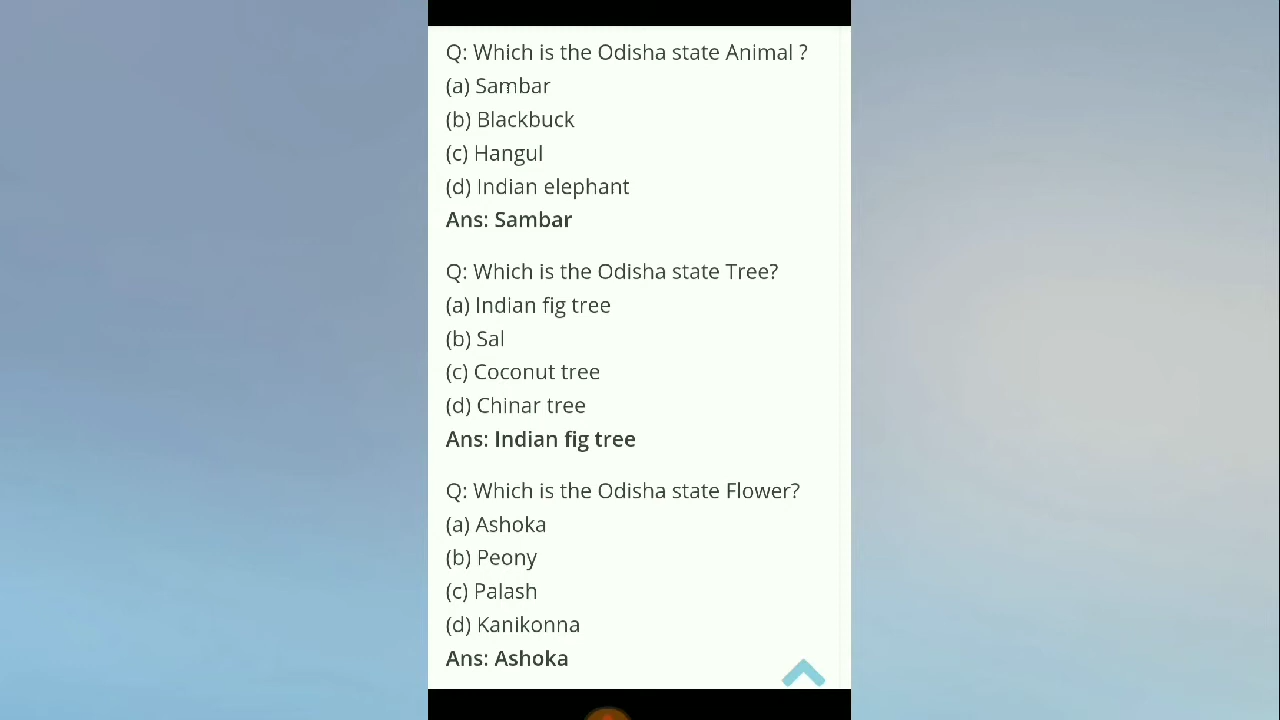 Q: Which is the Odisha state Animal ?
(a) Sambar
(b) Blackbuck
(c) Hangul
(d) Indian elephant
Ans: Sambar
Q: Which is the Odisha state Tree?
(a) Indian fig tree
(b) Sal
(c) Coconut tree
(d) Chinar tree
Ans: Indian fig tree
Q: Which is the Odisha state Flower?
(a) Ashoka
(b) Peony
(c) Palash
(d) Kanikonna
Ans: Ashoka